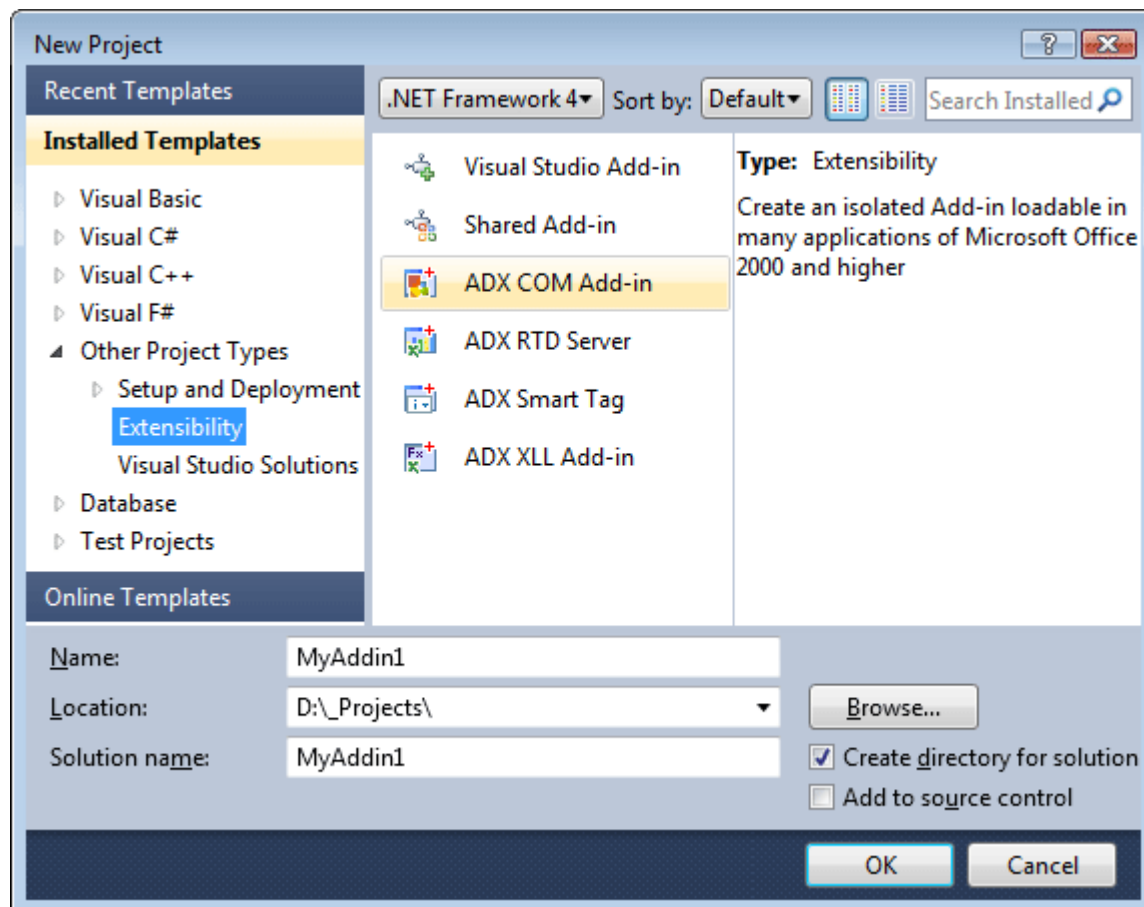 New Project
Recent Templates
.NET Framework 4 Sort by: Default Search Installed
Installed Templates
Visual Basic
Visual C#
Visual C++
Visual F#
Other Project Types
Setup and Deployment
Extensibility
Visual Studio Solutions
Database
Test Projects
Online Templates
Visual Studio Add-in
Shared Add-in
ADX COM Add-in
ADX RTD Server
ADX Smart Tag
ADX XLL Add-in
Type: Extensibility
Create an isolated Add-in loadable in
many applications of Microsoft Office
2000 and higher
Name: MyAddin1
Location: D:\_Projects\ Browse...
Solution name: MyAddin1
Create directory for solution
Add to source control
OK Cancel